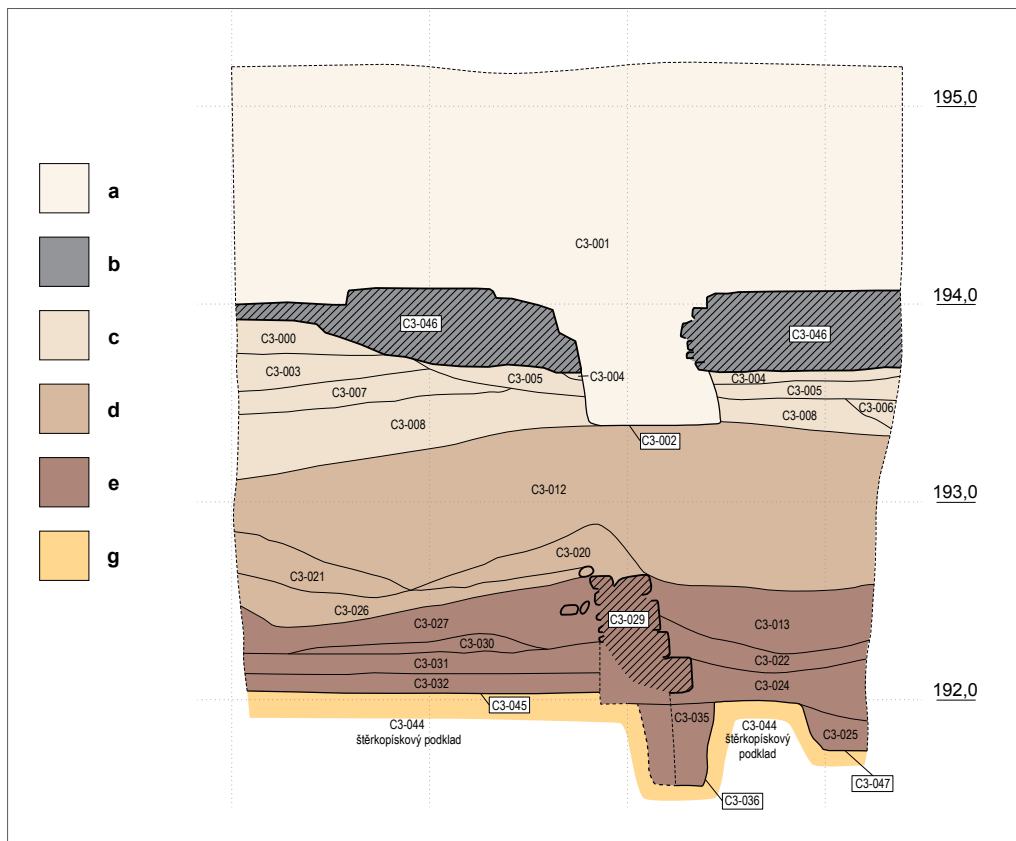 195,0
a
C3-001
b
194,0
C3-046
C3-046
c
C3-000
C3-003
C3-005
C3-004
C3-004
C3-005
C3-007
C3-006
C3-008
C3-008
d
C3-002
193,0
C3-012
e
C3-020
g
C3-021
C3-026
C3-027
C3-029
C3-013
C3-030
C3-031
C3-022
C3-032
C3-024
192,0
C3-045
C3-044
štěrkopískový podklad
C3-035
C3-044
štěrkopískový
podklad
C3-025
C3-047
C3-036